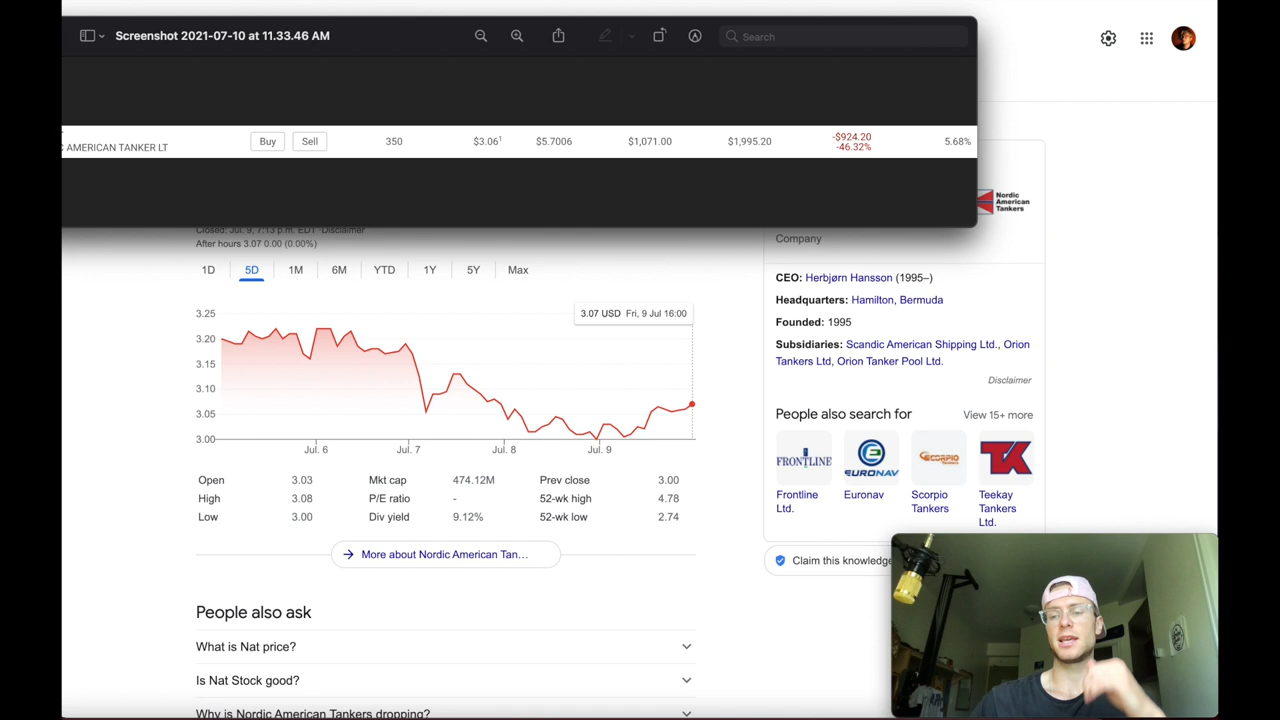 Screenshot 2021-07-10 at 11.33.46 AM
Search
AMERICAN TANKER LT
Buy
Sell
350
$3.06¹
$5.7006
$1,071.00
$1,995.20
-$924.20
-46.32%
5.68%
Nordic
American
Tankers
Closed: Jul. 9, 7:13 p.m. EDT Disclaimer
After hours 3.07 0.00 (0.00%)
Company
1D
5D
1M
6M
YTD
1Y
5Y
Max
3.07 USD Fri, 9 Jul 16:00
3.25
3.20
3.15
3.10
3.05
3.00
Jul. 6
Jul. 7
Jul. 8
Jul. 9
Open 3.03 Mkt cap 474.12M Prev close 3.00
High 3.08 P/E ratio - 52-wk high 4.78
Low 3.00 Div yield 9.12% 52-wk low 2.74
More about Nordic American Tan...
People also ask
What is Nat price?
Is Nat Stock good?
Why is Nordic American Tankers dropping?
CEO: Herbjørn Hansson (1995–)
Headquarters: Hamilton, Bermuda
Founded: 1995
Subsidiaries: Scandic American Shipping Ltd., Orion
Tankers Ltd, Orion Tanker Pool Ltd.
Disclaimer
People also search for
View 15+ more
FRONTLINE
EURONAV
SCORPIO
TK
Frontline
Ltd.
Euronav
Scorpio
Tankers
Teekay
Tankers
Ltd.
Claim this knowledge